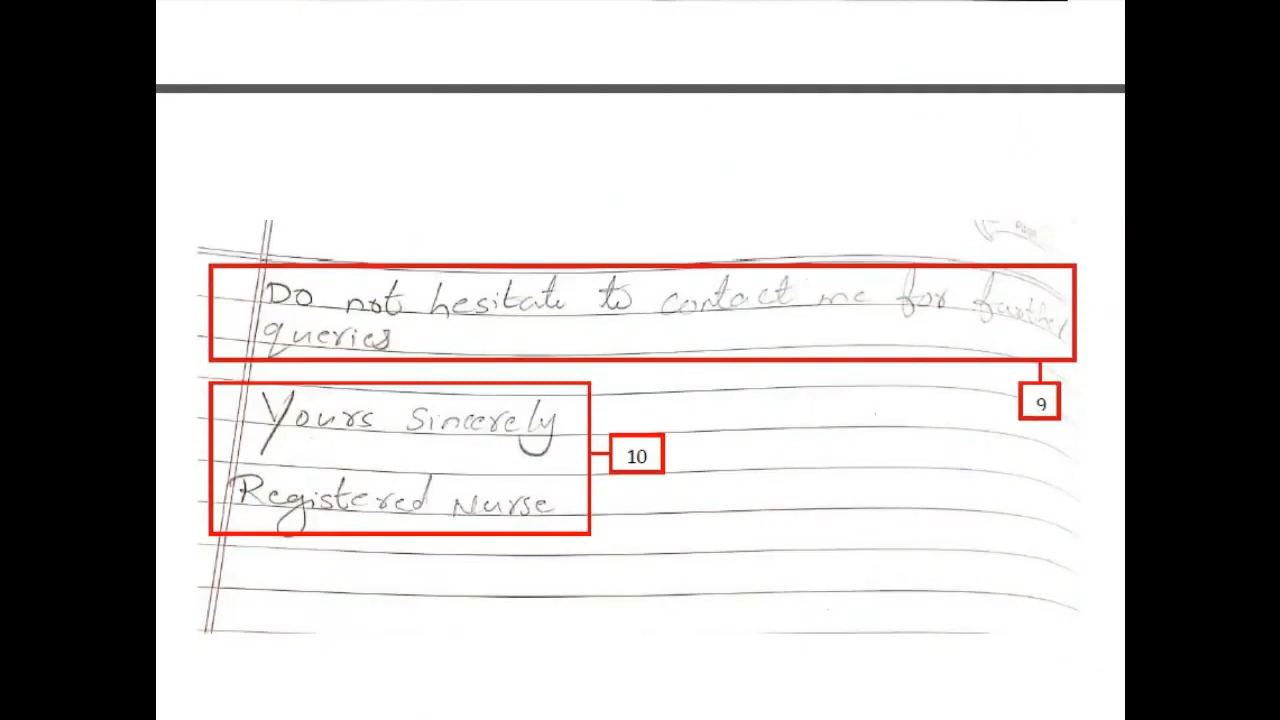 Do not hesitate to contact me for further
queries
9
Yours sincerely
10
Registered Nurse